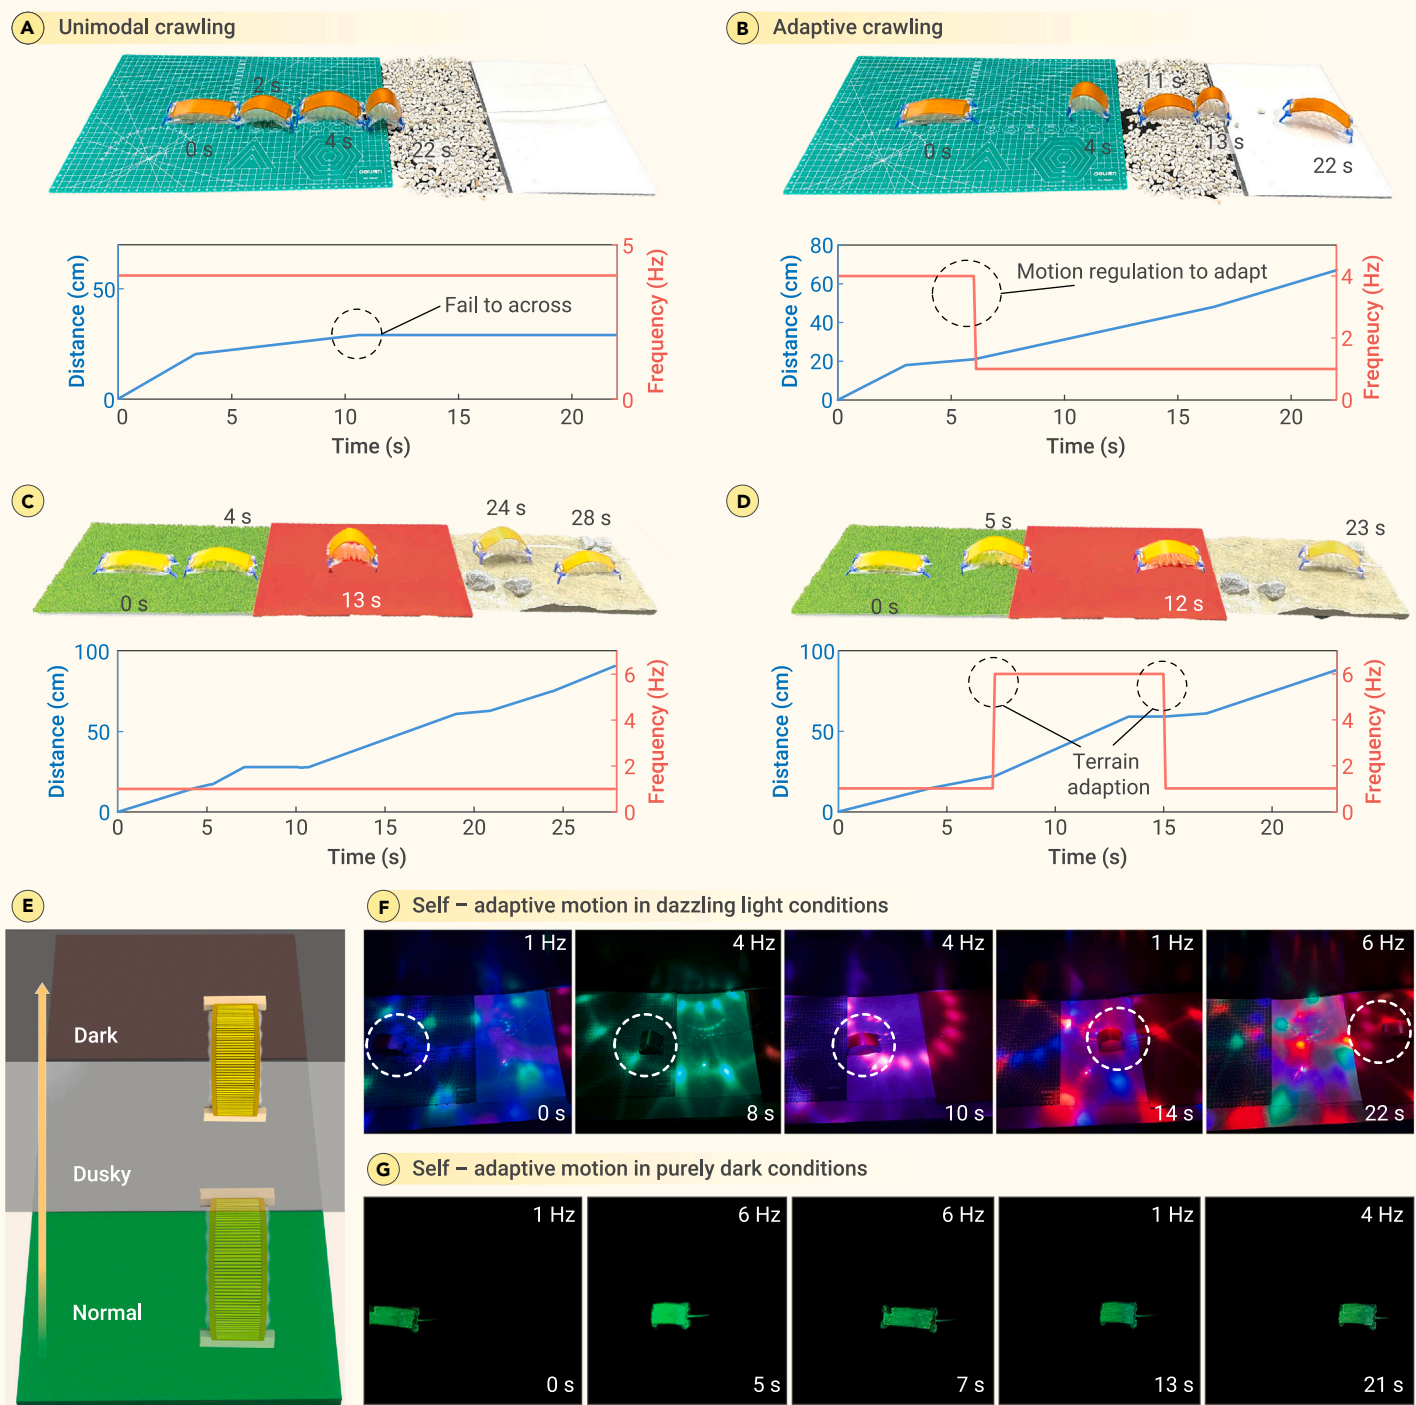 A Unimodal crawling
2 s
0 s
4 s
22 s
deli
50
0
Distance (cm)
5
0
Frequency (Hz)
Fail to across
0 5 10 15 20
Time (s)
B Adaptive crawling
11 s
0 s
4 s
13 s
22 s
80
60
40
20
0
Distance (cm)
4
2
0
Freqneucy (Hz)
Motion regulation to adapt
0 5 10 15 20
Time (s)
C
4 s
24 s
28 s
0 s
13 s
100
50
0
Distance (cm)
6
4
2
0
Frequency (Hz)
0 5 10 15 20 25
Time (s)
D
5 s
23 s
0 s
12 s
100
50
0
Distance (cm)
6
4
2
0
Frequency (Hz)
Terrain
adaption
0 5 10 15 20
Time (s)
E
Dark
Dusky
Normal
F Self – adaptive motion in dazzling light conditions
1 Hz 4 Hz 4 Hz 1 Hz 6 Hz
0 s 8 s 10 s 14 s 22 s
G Self – adaptive motion in purely dark conditions
1 Hz 6 Hz 6 Hz 1 Hz 4 Hz
0 s 5 s 7 s 13 s 21 s